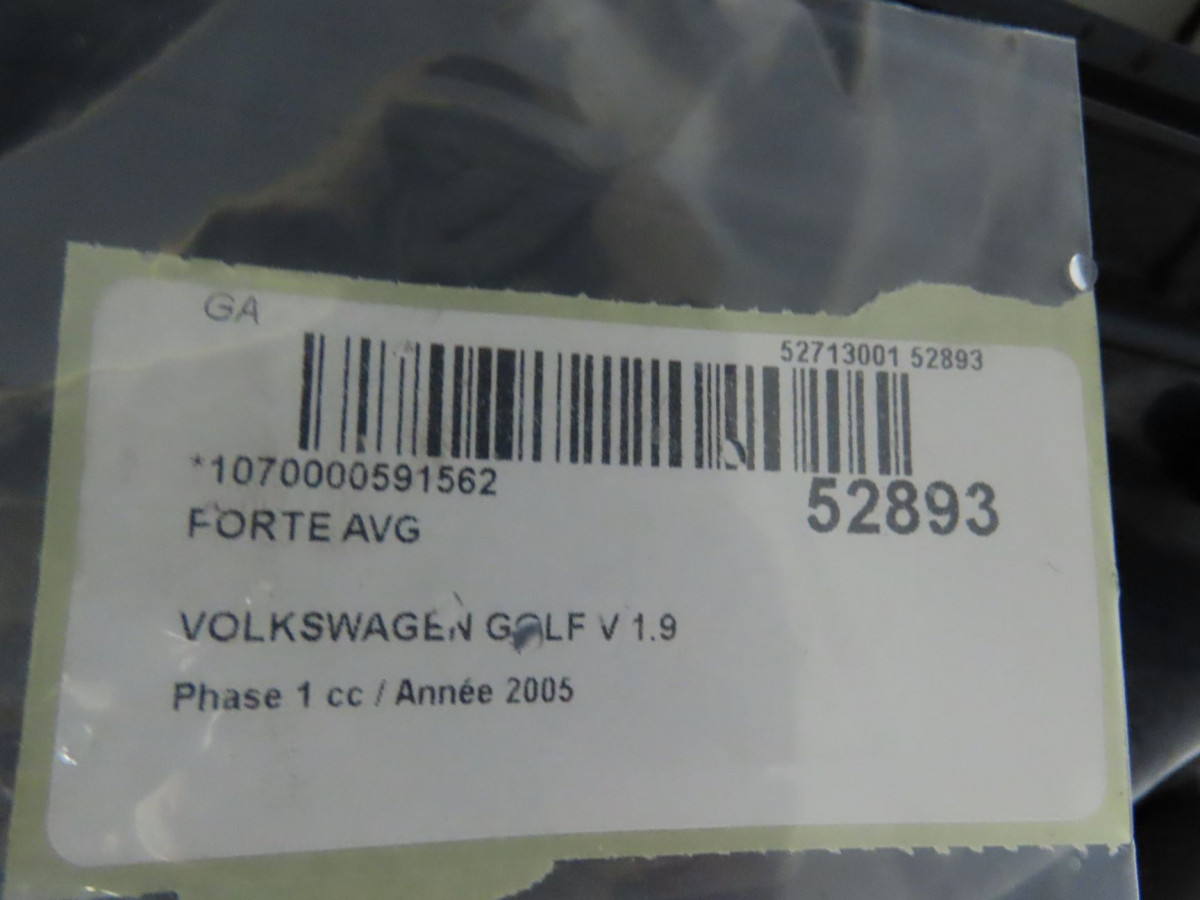 GA
52713001 52893
*1070000591562
52893
FORTE AVG
VOLKSWAGEN GOLF V 1.9
Phase 1 cc / Année 2005